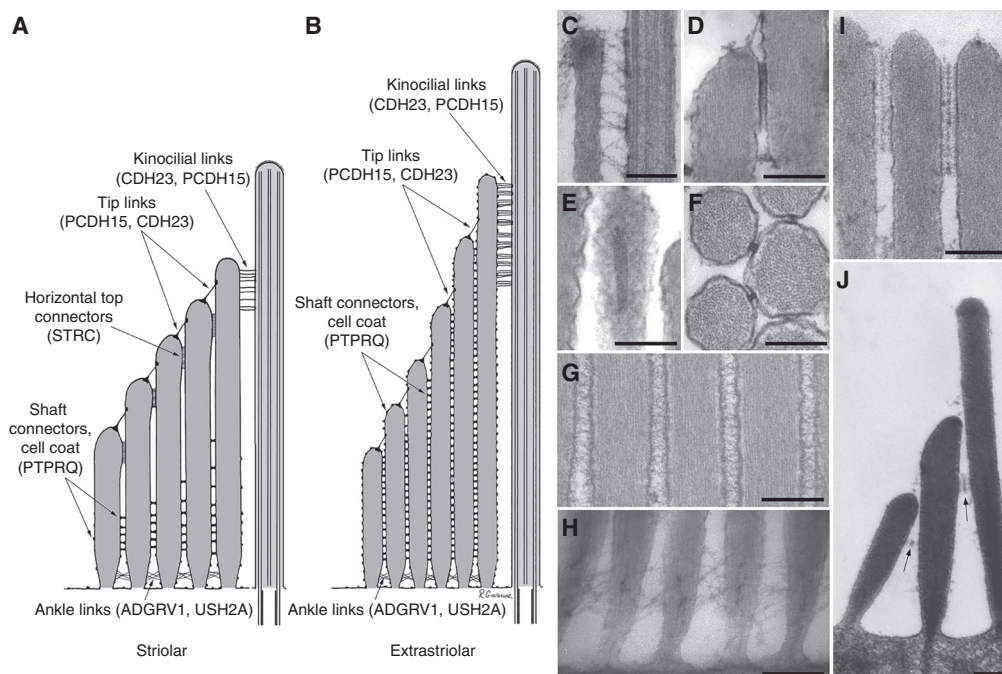 A
Kinocilial links
(CDH23, PCDH15)
Tip links
(PCDH15, CDH23)
Horizontal top
connectors
(STRC)
Shaft
connectors,
cell coat
(PTPRQ)
Ankle links (ADGRV1, USH2A)
Striolar
B
Kinocilial links
(CDH23, PCDH15)
Tip links
(PCDH15, CDH23)
Shaft connectors,
cell coat
(PTPRQ)
Ankle links (ADGRV1, USH2A)
Extrastriolar
C
D
E
F
G
H
I
J